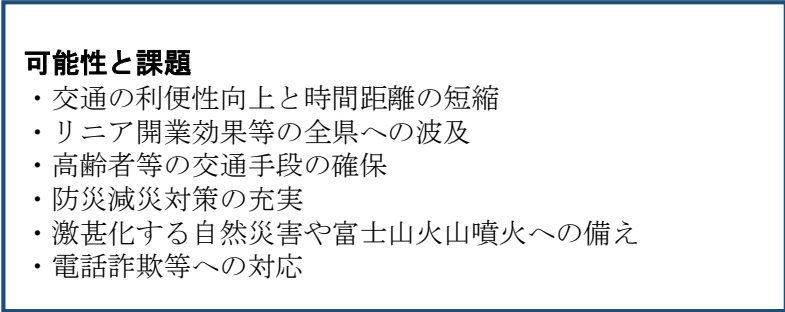 可能性と課題
・交通の利便性向上と時間距離の短縮
・リニア開業効果等の全県への波及
・高齢者等の交通手段の確保
・防災減災対策の充実
・激甚化する自然災害や富士山火山噴火への備え
・電話詐欺等への対応